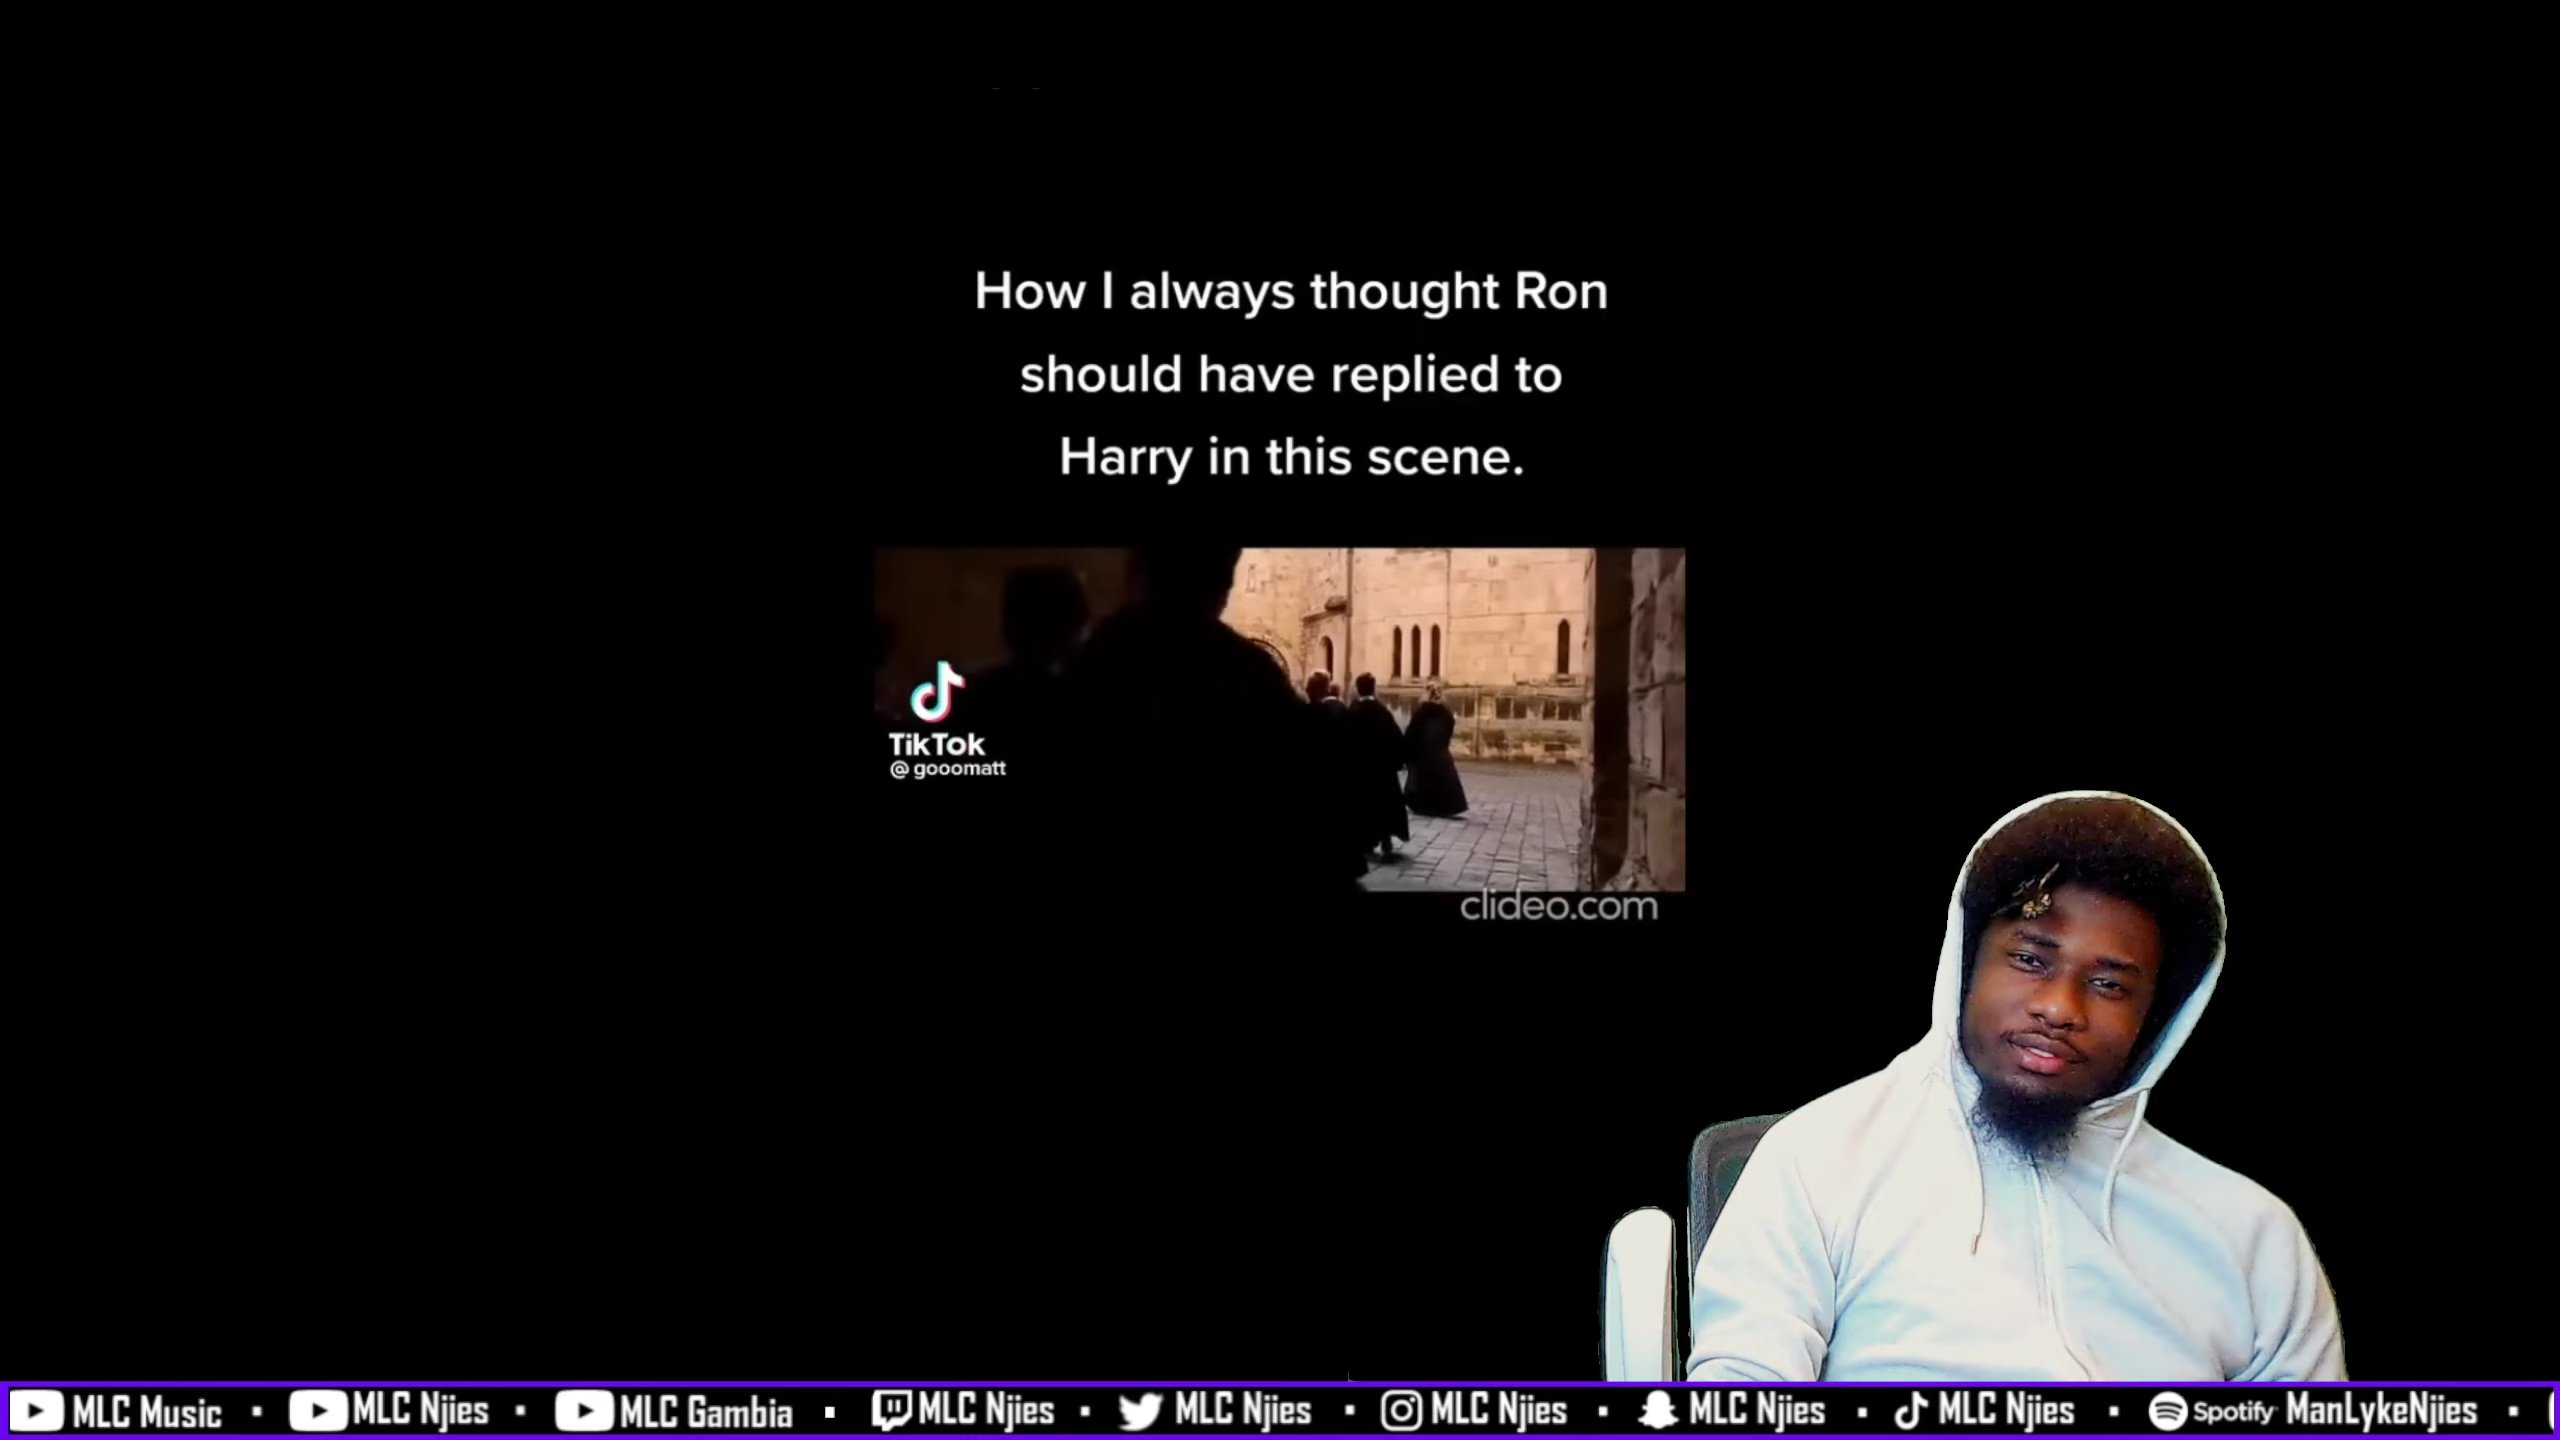 How I always thought Ron
should have replied to
Harry in this scene.
TikTok
@ gooomatt
clideo.com
MLC Music · MLC Njies · MLC Gambia · MLC Njies · MLC Njies · MLC Njies · MLC Njies · MLC Njies · Spotify ManLykeNjies ·